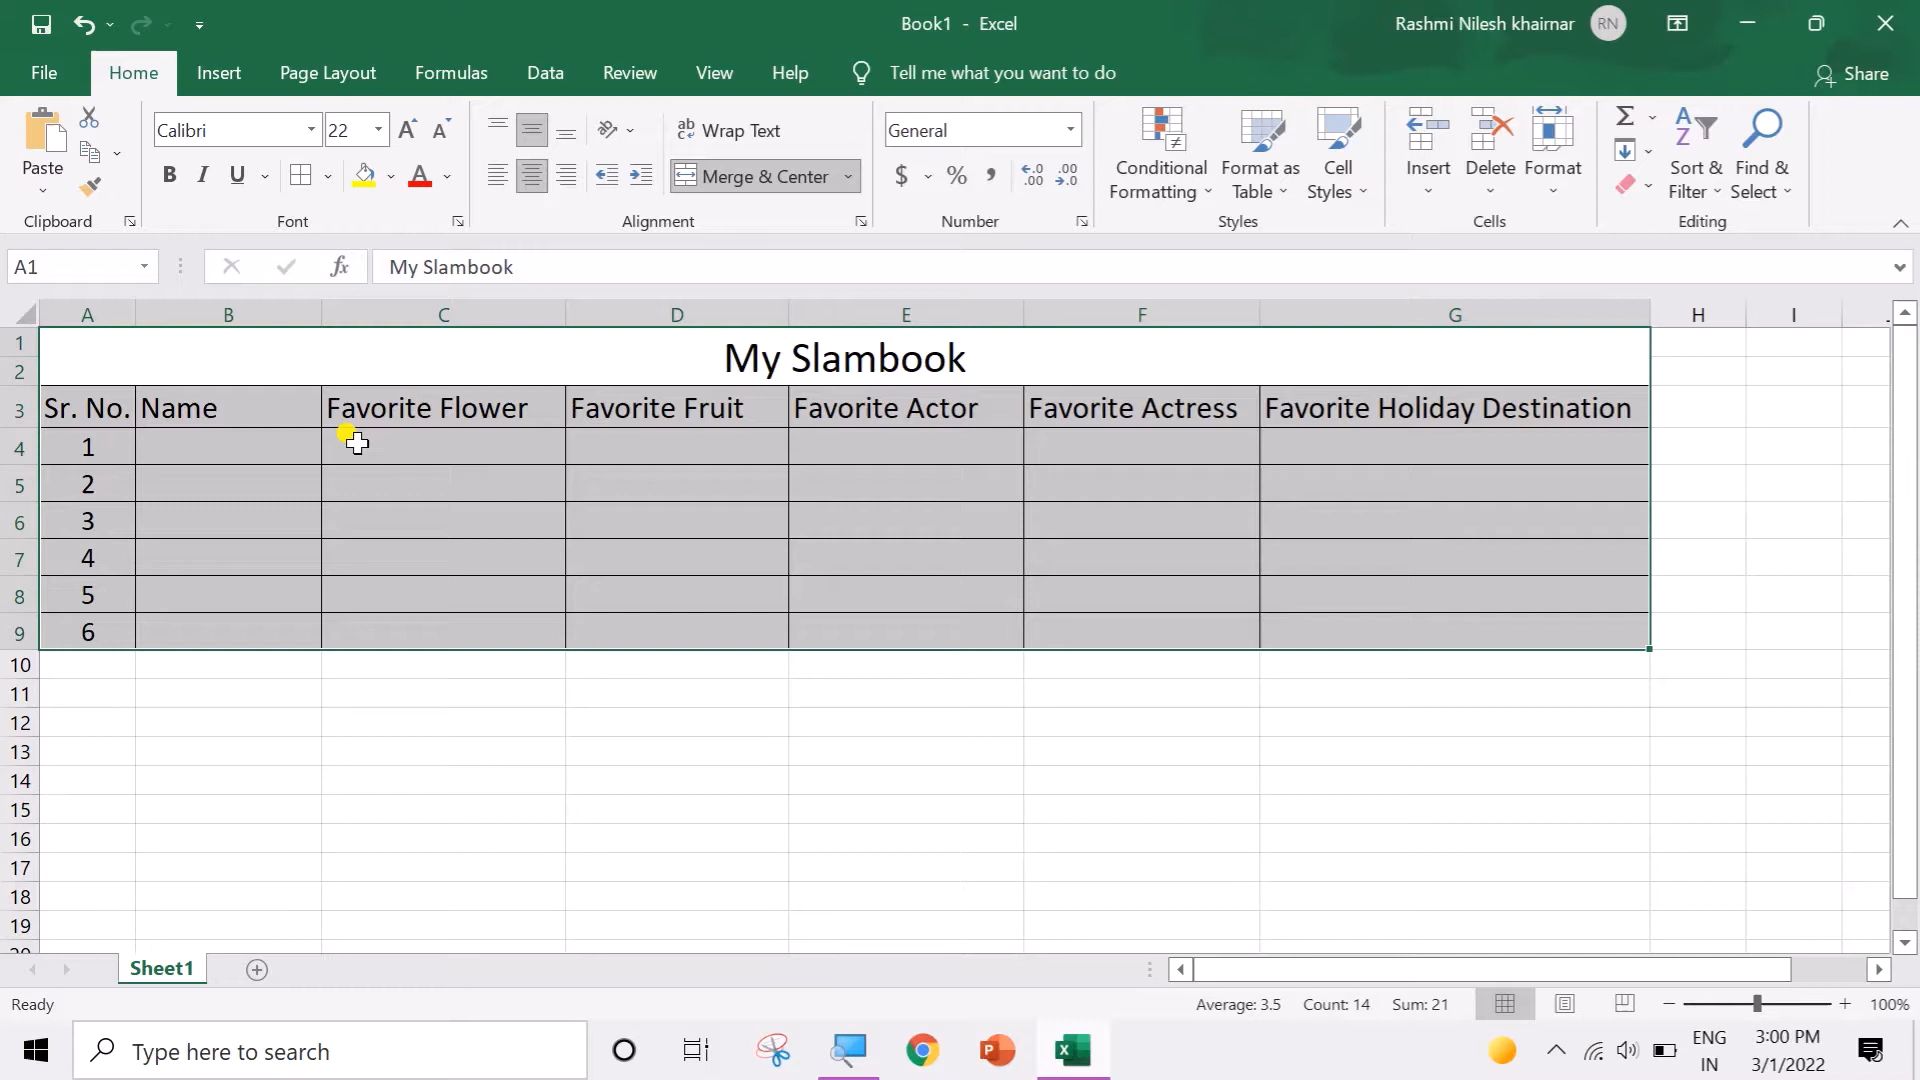 Book1 - Excel
Rashmi Nilesh khairnar RN
File Home Insert Page Layout Formulas Data Review View Help Tell me what you want to do Share
Paste
Clipboard
Calibri 22
B I U A
Font
Wrap Text
Merge & Center
Alignment
General
$ % ,
Number
Conditional Formatting
Format as Table
Cell Styles
Styles
Insert
Delete
Format
Cells
Sort & Filter
Find & Select
Editing
A1 fx My Slambook
A B C D E F G H I
1 My Slambook
2
3 Sr. No. Name Favorite Flower Favorite Fruit Favorite Actor Favorite Actress Favorite Holiday Destination
4 1
5 2
6 3
7 4
8 5
9 6
10
11
12
13
14
15
16
17
18
19
Sheet1
Ready Average: 3.5 Count: 14 Sum: 21 100%
Type here to search ENG IN 3:00 PM 3/1/2022